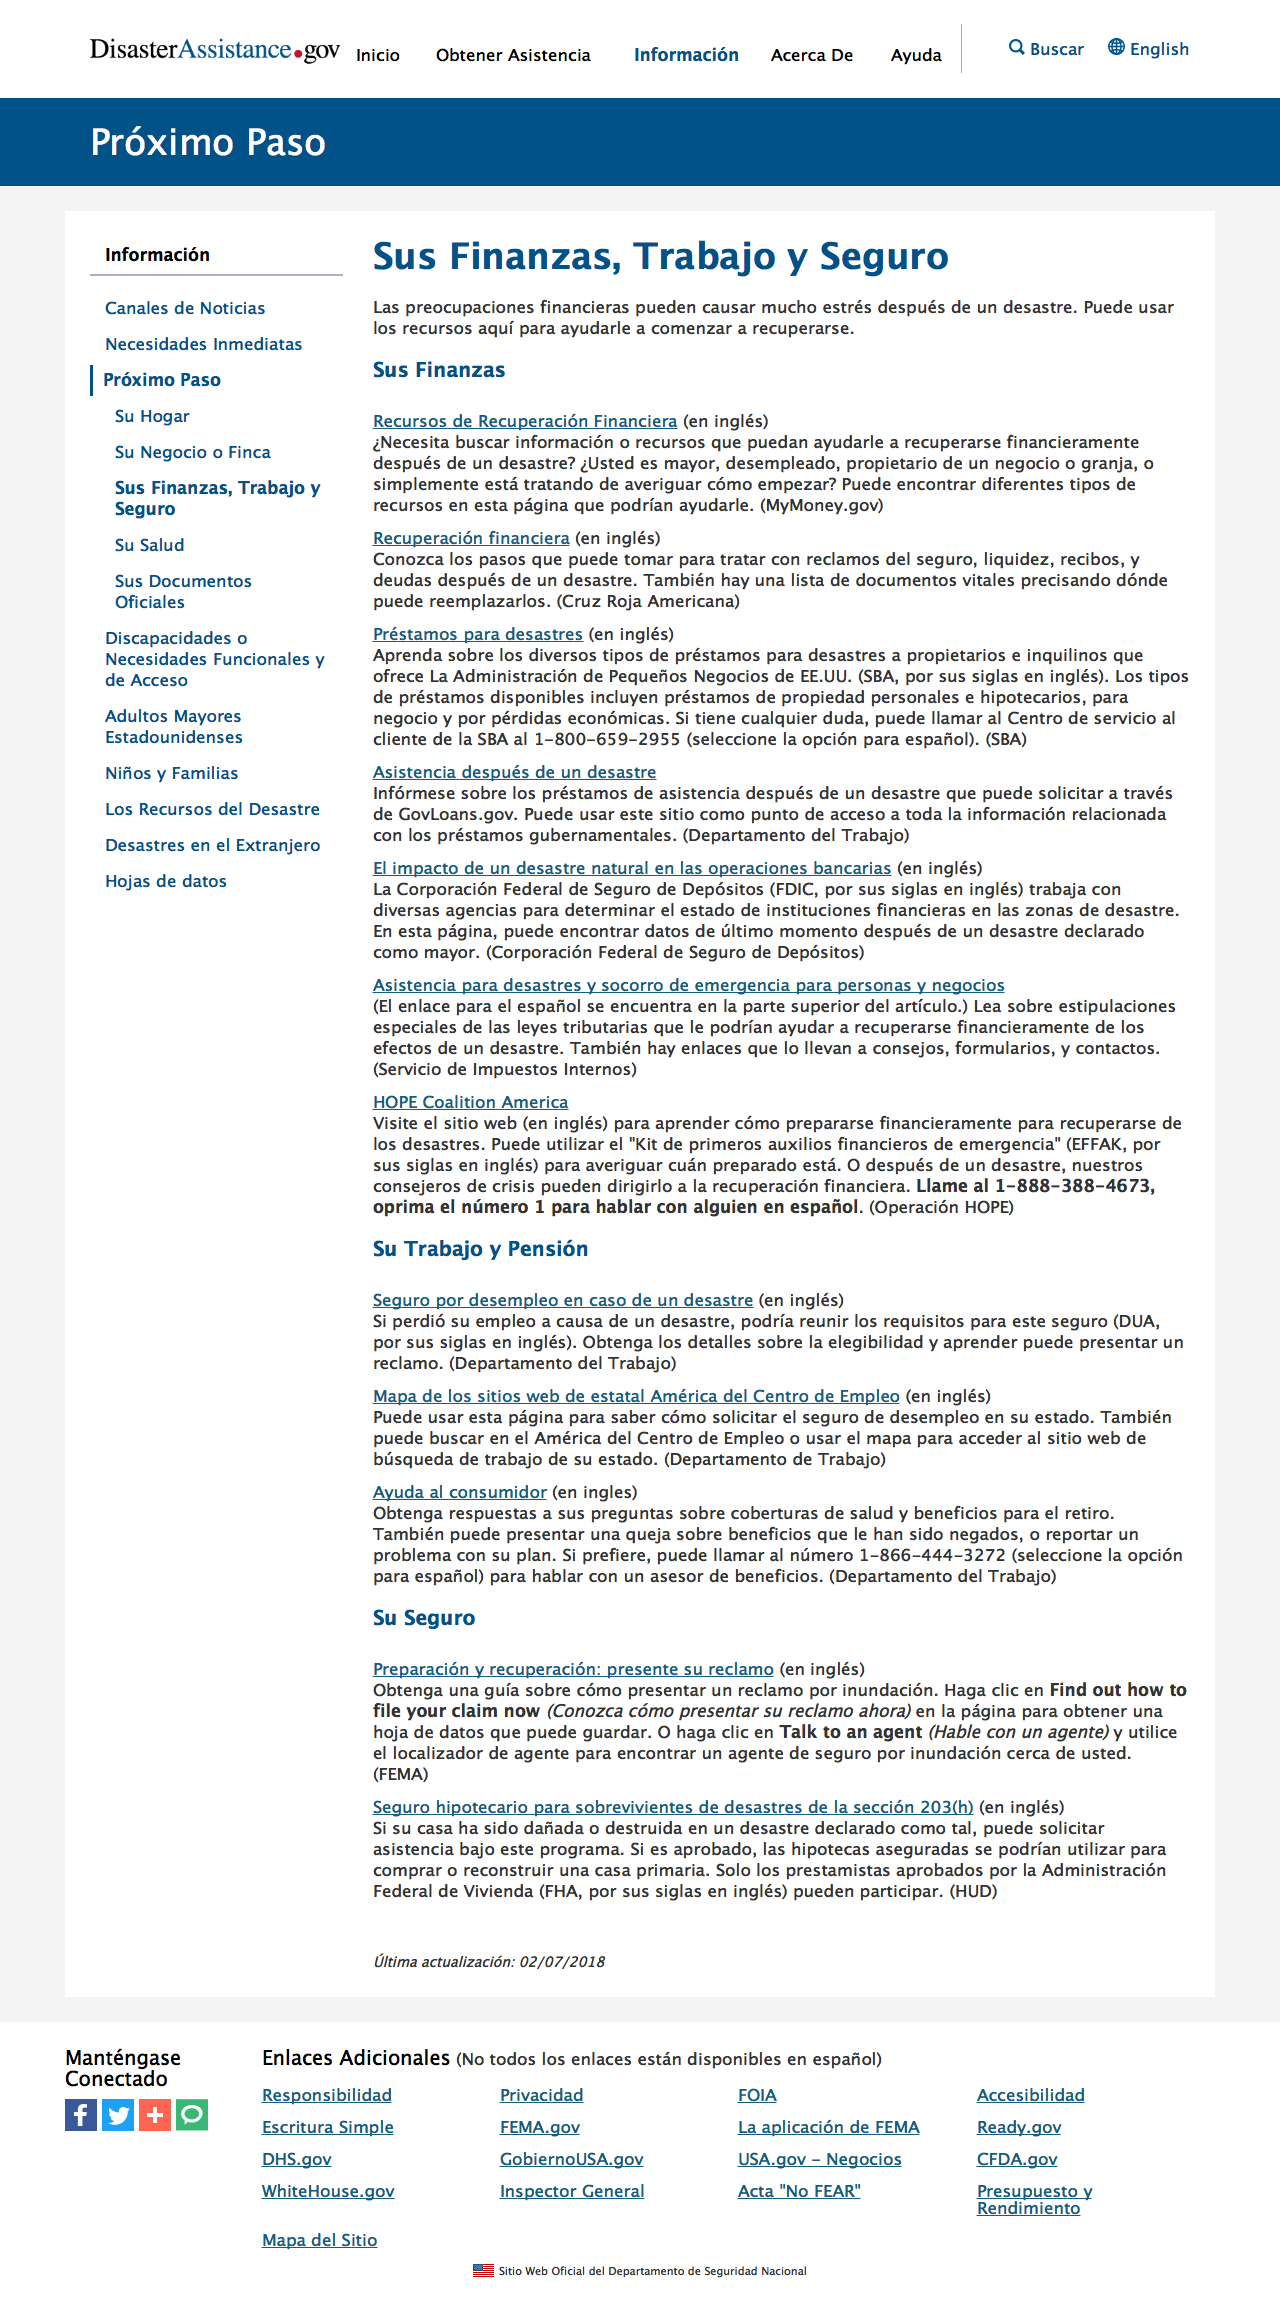 DisasterAssistance.gov
Inicio
Obtener Asistencia
Información
Acerca De
Ayuda
Buscar
English
Próximo Paso
Información
Canales de Noticias
Necesidades Inmediatas
Próximo Paso
Su Hogar
Su Negocio o Finca
Sus Finanzas, Trabajo y
Seguro
Su Salud
Sus Documentos
Oficiales
Discapacidades o
Necesidades Funcionales y
de Acceso
Adultos Mayores
Estadounidenses
Niños y Familias
Los Recursos del Desastre
Desastres en el Extranjero
Hojas de datos
Sus Finanzas, Trabajo y Seguro
Las preocupaciones financieras pueden causar mucho estrés después de un desastre. Puede usar
los recursos aquí para ayudarle a comenzar a recuperarse.
Sus Finanzas
Recursos de Recuperación Financiera (en inglés)
¿Necesita buscar información o recursos que puedan ayudarle a recuperarse financieramente
después de un desastre? ¿Usted es mayor, desempleado, propietario de un negocio o granja, o
simplemente está tratando de averiguar cómo empezar? Puede encontrar diferentes tipos de
recursos en esta página que podrían ayudarle. (MyMoney.gov)
Recuperación financiera (en inglés)
Conozca los pasos que puede tomar para tratar con reclamos del seguro, liquidez, recibos, y
deudas después de un desastre. También hay una lista de documentos vitales precisando dónde
puede reemplazarlos. (Cruz Roja Americana)
Préstamos para desastres (en inglés)
Aprenda sobre los diversos tipos de préstamos para desastres a propietarios e inquilinos que
ofrece La Administración de Pequeños Negocios de EE.UU. (SBA, por sus siglas en inglés). Los tipos
de préstamos disponibles incluyen préstamos de propiedad personales e hipotecarios, para
negocio y por pérdidas económicas. Si tiene cualquier duda, puede llamar al Centro de servicio al
cliente de la SBA al 1-800-659-2955 (seleccione la opción para español). (SBA)
Asistencia después de un desastre
Infórmese sobre los préstamos de asistencia después de un desastre que puede solicitar a través
de GovLoans.gov. Puede usar este sitio como punto de acceso a toda la información relacionada
con los préstamos gubernamentales. (Departamento del Trabajo)
El impacto de un desastre natural en las operaciones bancarias (en inglés)
La Corporación Federal de Seguro de Depósitos (FDIC, por sus siglas en inglés) trabaja con
diversas agencias para determinar el estado de instituciones financieras en las zonas de desastre.
En esta página, puede encontrar datos de último momento después de un desastre declarado
como mayor. (Corporación Federal de Seguro de Depósitos)
Asistencia para desastres y socorro de emergencia para personas y negocios
(El enlace para el español se encuentra en la parte superior del artículo.) Lea sobre estipulaciones
especiales de las leyes tributarias que le podrían ayudar a recuperarse financieramente de los
efectos de un desastre. También hay enlaces que lo llevan a consejos, formularios, y contactos.
(Servicio de Impuestos Internos)
HOPE Coalition America
Visite el sitio web (en inglés) para aprender cómo prepararse financieramente para recuperarse de
los desastres. Puede utilizar el "Kit de primeros auxilios financieros de emergencia" (EFFAK, por
sus siglas en inglés) para averiguar cuán preparado está. O después de un desastre, nuestros
consejeros de crisis pueden dirigirlo a la recuperación financiera. Llame al 1-888-388-4673,
oprima el número 1 para hablar con alguien en español. (Operación HOPE)
Su Trabajo y Pensión
Seguro por desempleo en caso de un desastre (en inglés)
Si perdió su empleo a causa de un desastre, podría reunir los requisitos para este seguro (DUA,
por sus siglas en inglés). Obtenga los detalles sobre la elegibilidad y aprender puede presentar un
reclamo. (Departamento del Trabajo)
Mapa de los sitios web de estatal América del Centro de Empleo (en inglés)
Puede usar esta página para saber cómo solicitar el seguro de desempleo en su estado. También
puede buscar en el América del Centro de Empleo o usar el mapa para acceder al sitio web de
búsqueda de trabajo de su estado. (Departamento de Trabajo)
Ayuda al consumidor (en ingles)
Obtenga respuestas a sus preguntas sobre coberturas de salud y beneficios para el retiro.
También puede presentar una queja sobre beneficios que le han sido negados, o reportar un
problema con su plan. Si prefiere, puede llamar al número 1-866-444-3272 (seleccione la opción
para español) para hablar con un asesor de beneficios. (Departamento del Trabajo)
Su Seguro
Preparación y recuperación: presente su reclamo (en inglés)
Obtenga una guía sobre cómo presentar un reclamo por inundación. Haga clic en Find out how to
file your claim now (Conozca cómo presentar su reclamo ahora) en la página para obtener una
hoja de datos que puede guardar. O haga clic en Talk to an agent (Hable con un agente) y utilice
el localizador de agente para encontrar un agente de seguro por inundación cerca de usted.
(FEMA)
Seguro hipotecario para sobrevivientes de desastres de la sección 203(h) (en inglés)
Si su casa ha sido dañada o destruida en un desastre declarado como tal, puede solicitar
asistencia bajo este programa. Si es aprobado, las hipotecas aseguradas se podrían utilizar para
comprar o reconstruir una casa primaria. Solo los prestamistas aprobados por la Administración
Federal de Vivienda (FHA, por sus siglas en inglés) pueden participar. (HUD)
Última actualización: 02/07/2018
Manténgase
Conectado
Enlaces Adicionales (No todos los enlaces están disponibles en español)
Responsibilidad
Privacidad
FOIA
Accesibilidad
Escritura Simple
FEMA.gov
La aplicación de FEMA
Ready.gov
DHS.gov
GobiernoUSA.gov
USA.gov - Negocios
CFDA.gov
WhiteHouse.gov
Inspector General
Acta "No FEAR"
Presupuesto y
Rendimiento
Mapa del Sitio
Sitio Web Oficial del Departamento de Seguridad Nacional